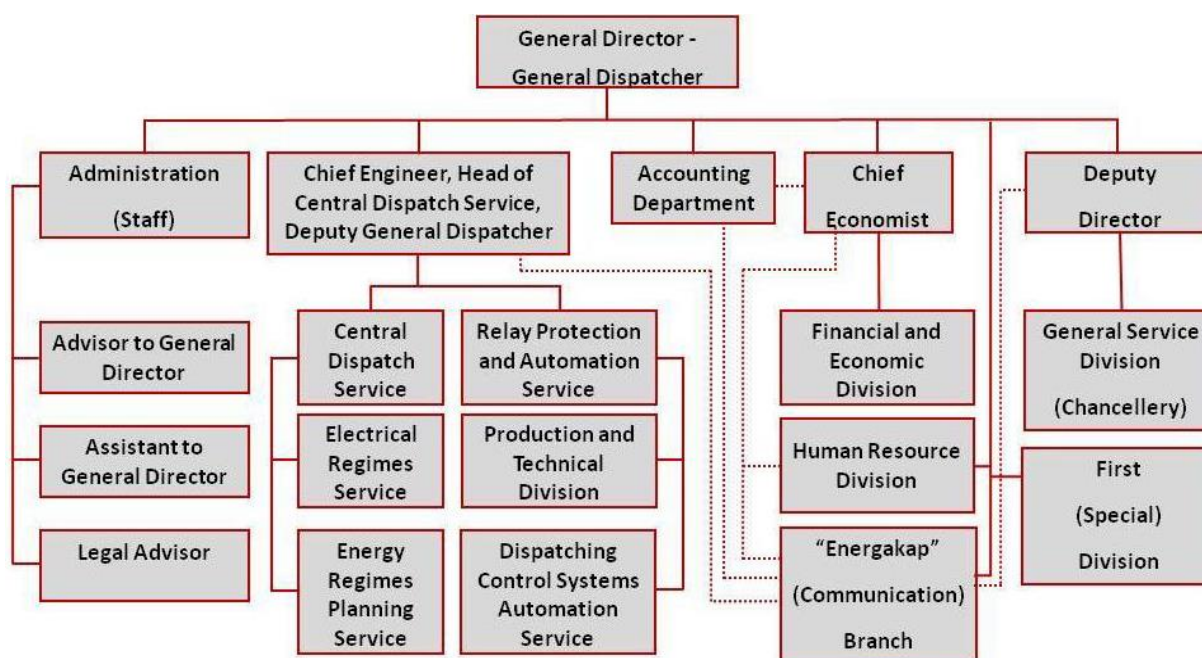 General Director -
General Dispatcher
Administration
(Staff)
Chief Engineer, Head of
Central Dispatch Service,
Deputy General Dispatcher
Accounting
Department
Chief
Economist
Deputy
Director
Advisor to General
Director
Assistant to
General Director
Legal Advisor
Central
Dispatch
Service
Electrical
Regimes
Service
Energy
Regimes
Planning
Service
Relay Protection
and Automation
Service
Production and
Technical
Division
Dispatching
Control Systems
Automation
Service
Financial and
Economic
Division
Human Resource
Division
“Energakap”
(Communication)
Branch
General Service
Division
(Chancellery)
First
(Special)
Division